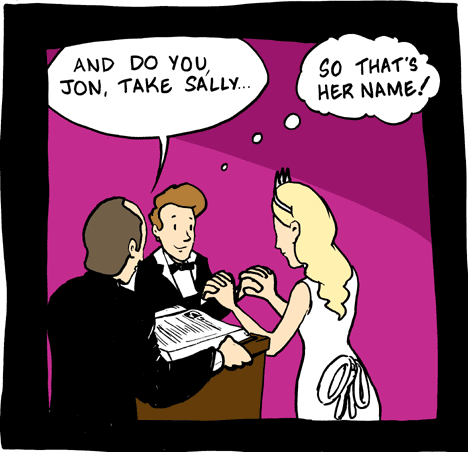 AND DO YOU,
JON, TAKE SALLY...
SO THAT'S
HER NAME!